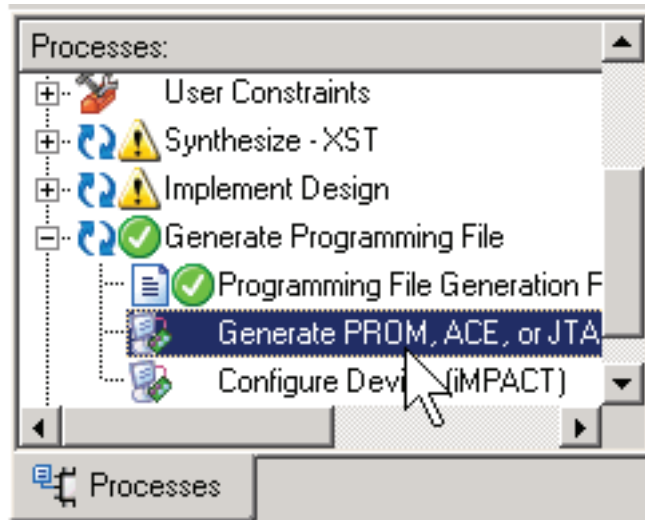 Processes:
User Constraints
Synthesize - XST
Implement Design
Generate Programming File
Programming File Generation F
Generate PROM, ACE, or JTA
Configure Devi (iMPACT)
Processes